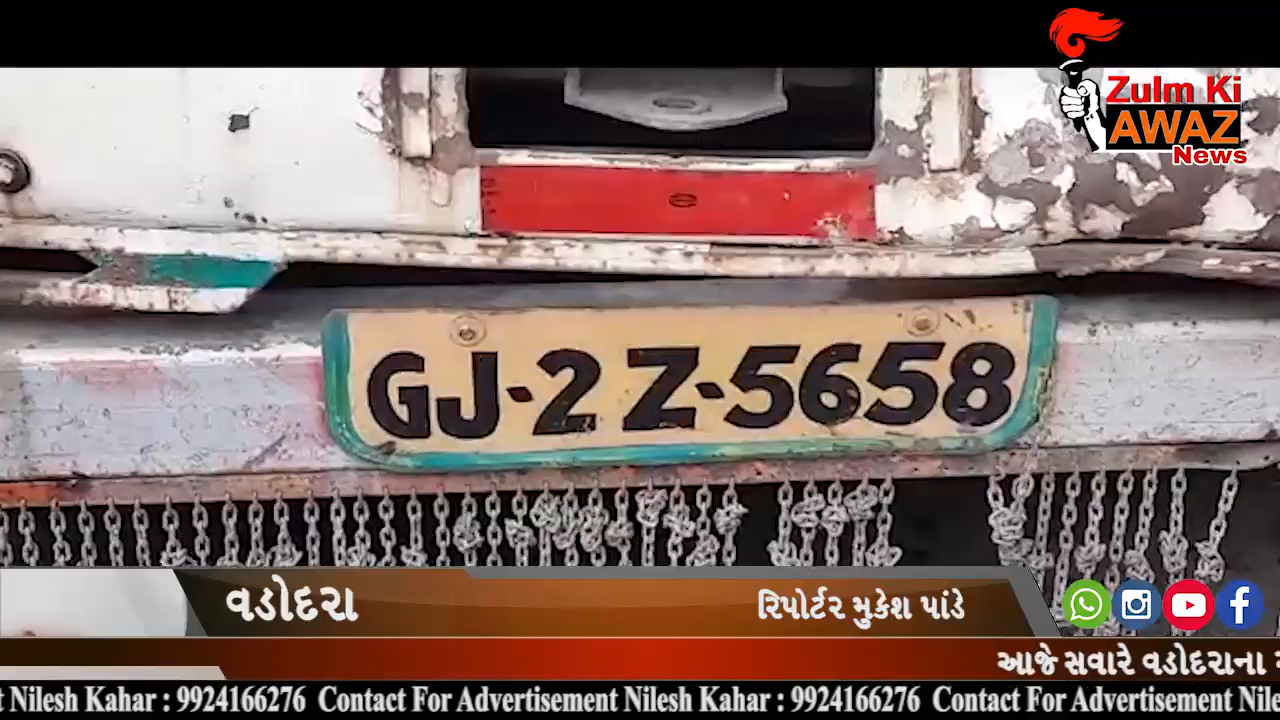 Zulm Ki
AWAZ
News
GJ-2 Z-5658
વડોદરા
રિપોર્ટર મુકેશ પાંડે
આજે સવારે વડોદરાના
Nilesh Kahar : 9924166276 Contact For Advertisement Nilesh Kahar : 9924166276 Contact For Advertisement